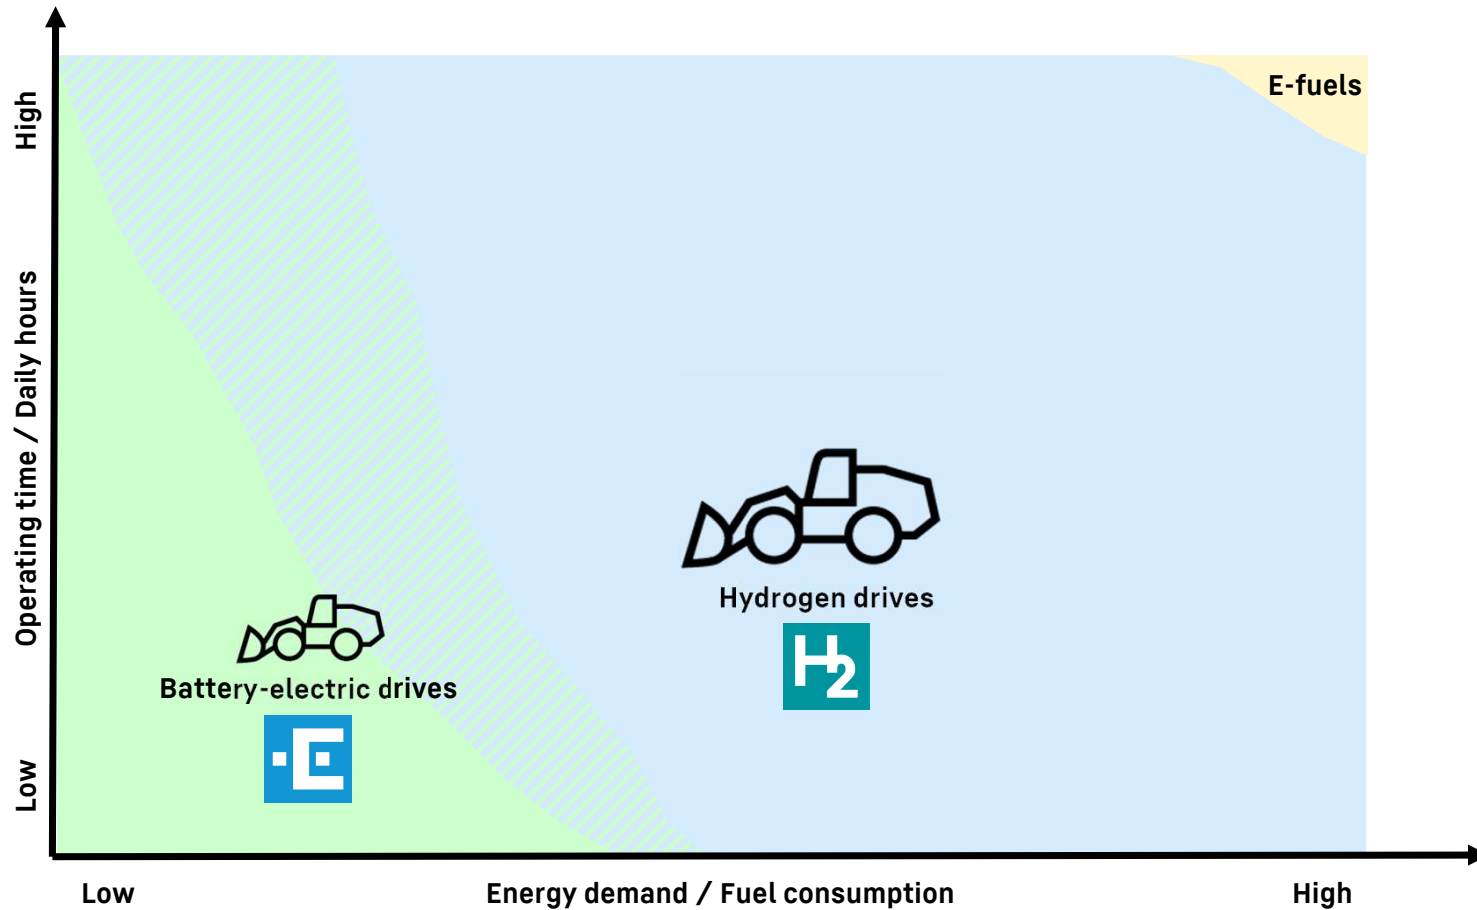 E-fuels
High
Operating time / Daily hours
Hydrogen drives
H2
Battery-electric drives
·E
Low
Low
Energy demand / Fuel consumption
High